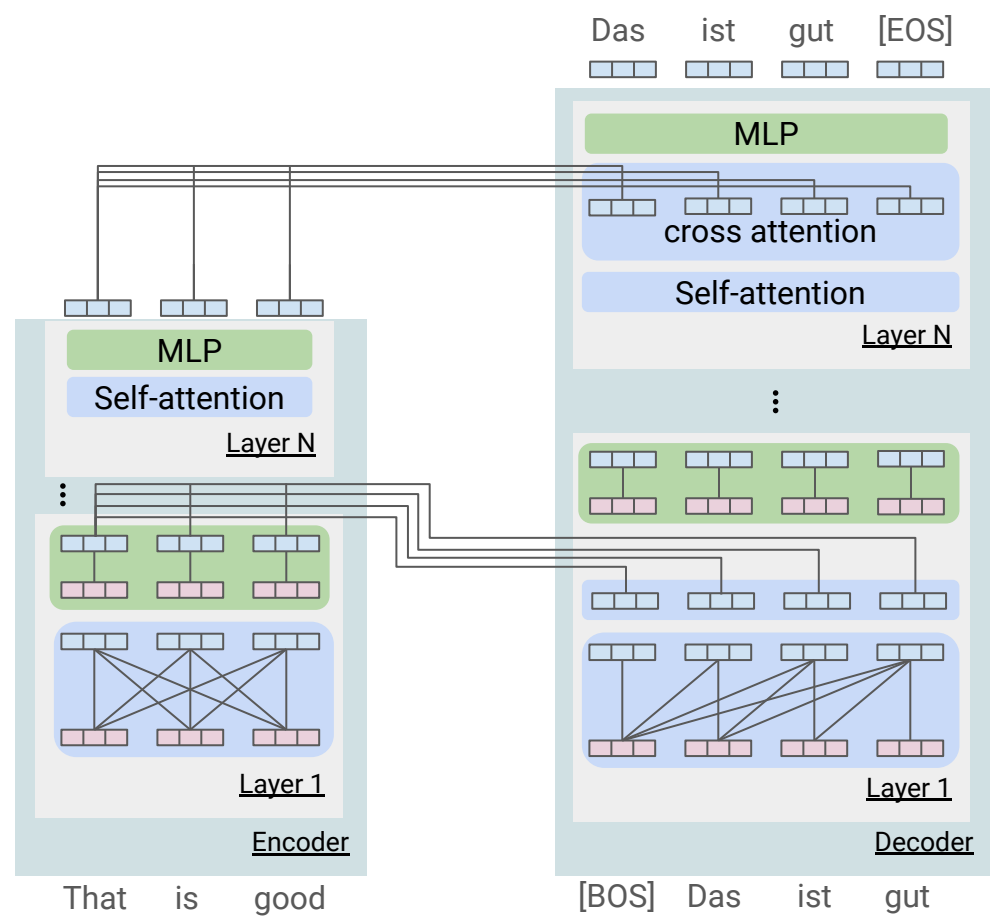 Das ist gut [EOS]
MLP
cross attention
Self-attention
Layer N
Layer 1
Decoder
[BOS] Das ist gut
MLP
Self-attention
Layer N
Layer 1
Encoder
That is good